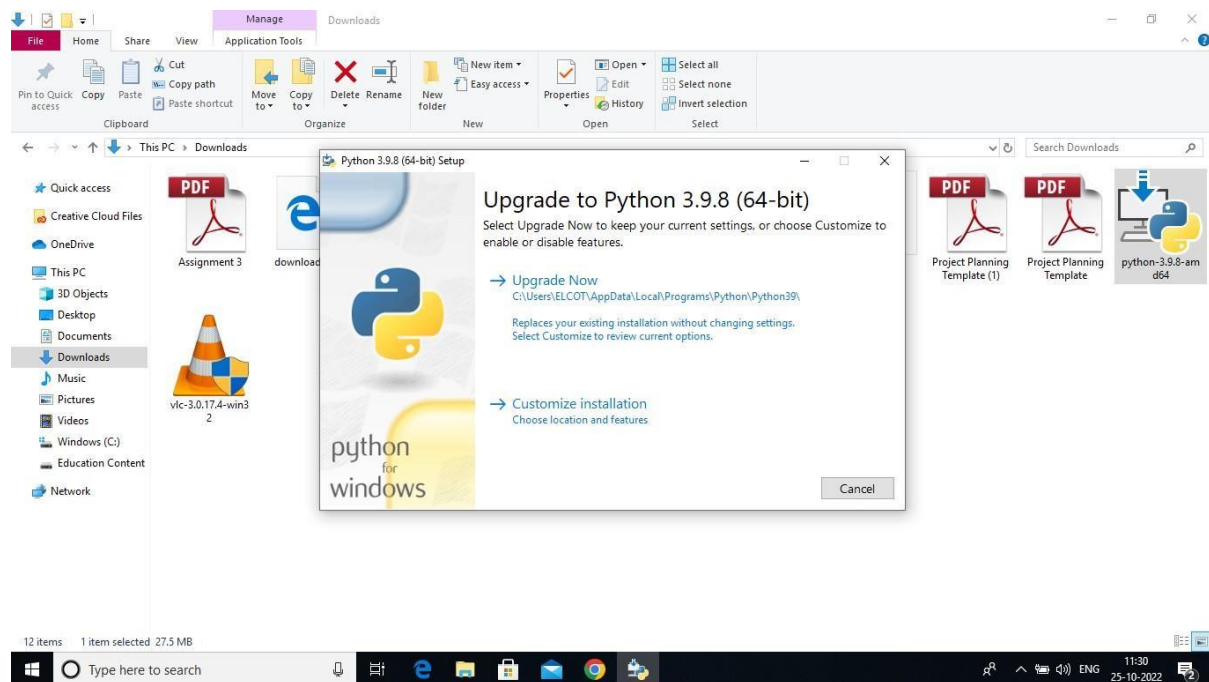 Manage
Downloads
File
Home
Share
View
Application Tools
Pin to Quick access
Copy
Paste
Cut
Copy path
Paste shortcut
Clipboard
Move to
Copy to
Delete
Rename
Organize
New folder
New item
Easy access
New
Properties
Open
Edit
History
Open
Select all
Select none
Invert selection
Select
This PC
Downloads
Search Downloads
Quick access
Creative Cloud Files
OneDrive
This PC
3D Objects
Desktop
Documents
Downloads
Music
Pictures
Videos
Windows (C:)
Education Content
Network
PDF
Assignment 3
download
vlc-3.0.17.4-win3
2
Python 3.9.8 (64-bit) Setup
Upgrade to Python 3.9.8 (64-bit)
Select Upgrade Now to keep your current settings, or choose Customize to
enable or disable features.
Upgrade Now
C:\Users\ELCOT\AppData\Local\Programs\Python\Python39\
Replaces your existing installation without changing settings.
Select Customize to review current options.
Customize installation
Choose location and features
python
for
windows
Cancel
PDF
Project Planning
Template (1)
PDF
Project Planning
Template
python-3.9.8-am
d64
12 items
1 item selected 27.5 MB
Type here to search
ENG
11:30
25-10-2022
2